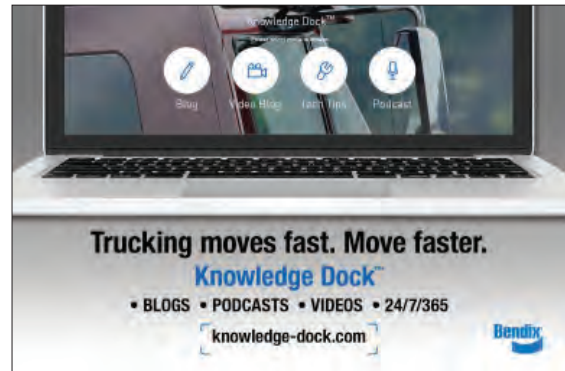 Knowledge Dock™
Blog
Video Blog
Tech Tips
Podcast
Trucking moves fast. Move faster.
Knowledge Dock™
• BLOGS • PODCASTS • VIDEOS • 24/7/365
knowledge-dock.com
Bendix